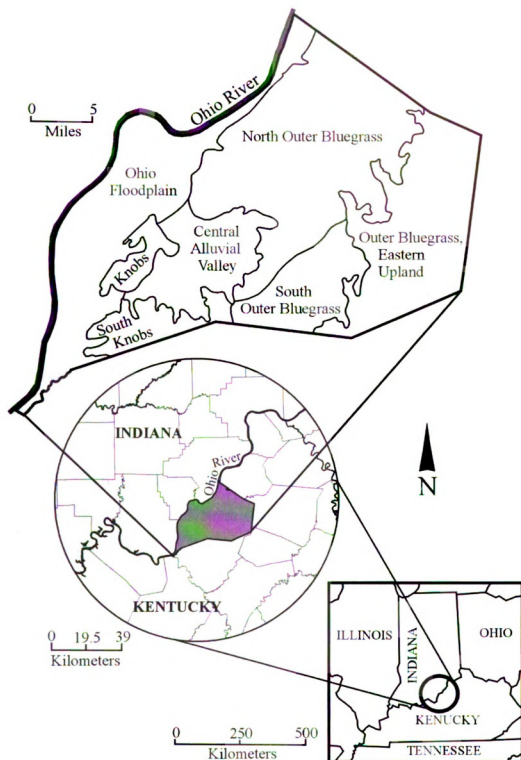 Ohio River
0 5
Miles
North Outer Bluegrass
Ohio
Floodplain
Central
Alluvial
Valley
Knobs
Outer Bluegrass,
Eastern
Upland
South
Outer Bluegrass
South
Knobs
INDIANA
Ohio River
N
KENTUCKY
0 19.5 39
Kilometers
ILLINOIS
INDIANA
OHIO
KENUCKY
TENNESSEE
0 500
Kilometers